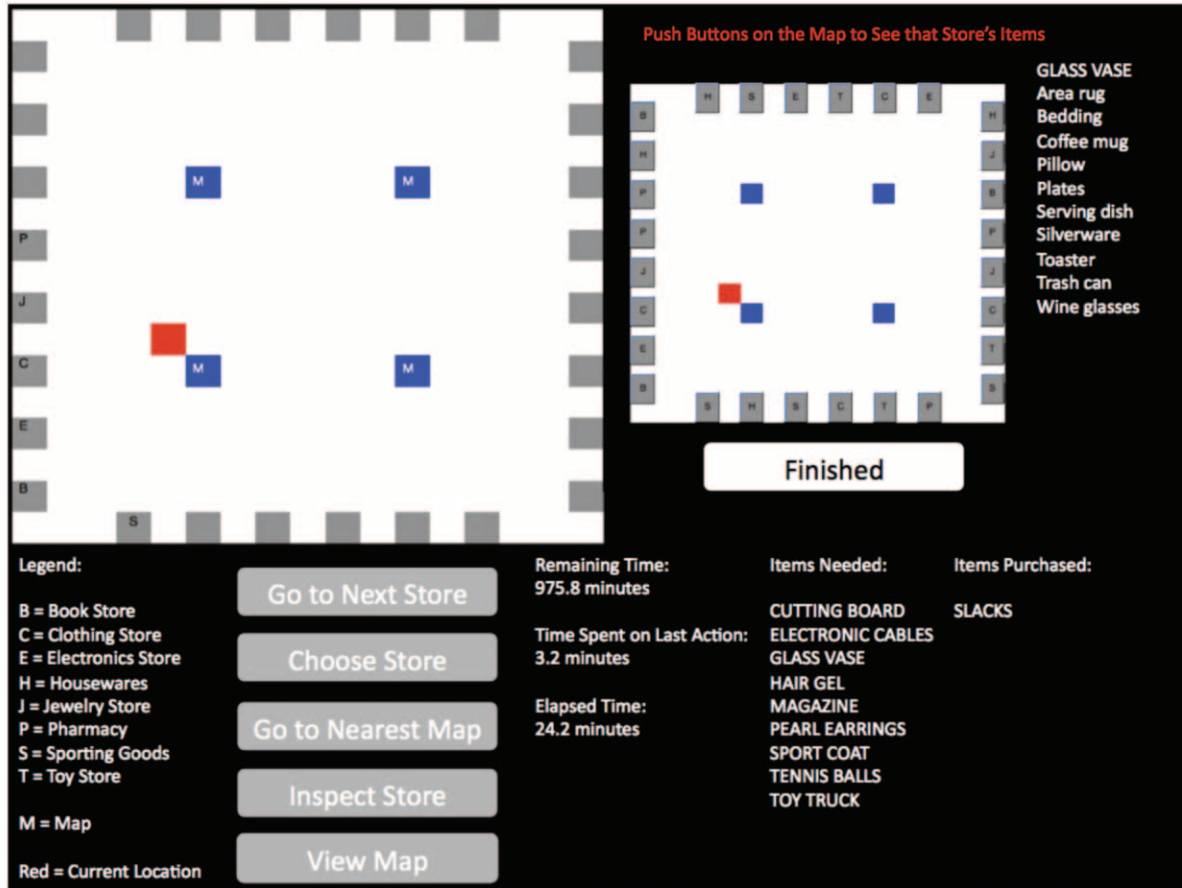 Push Buttons on the Map to See that Store's Items
M M
P
J
C M M
E
B
S
H S E T C E
B H
H J
P B
P P
J J
C C
E T
B S
S H S C T P
GLASS VASE
Area rug
Bedding
Coffee mug
Pillow
Plates
Serving dish
Silverware
Toaster
Trash can
Wine glasses
Finished
Legend:
B = Book Store
C = Clothing Store
E = Electronics Store
H = Housewares
J = Jewelry Store
P = Pharmacy
S = Sporting Goods
T = Toy Store
M = Map
Red = Current Location
Go to Next Store
Choose Store
Go to Nearest Map
Inspect Store
View Map
Remaining Time:
975.8 minutes
Time Spent on Last Action:
3.2 minutes
Elapsed Time:
24.2 minutes
Items Needed:
CUTTING BOARD
ELECTRONIC CABLES
GLASS VASE
HAIR GEL
MAGAZINE
PEARL EARRINGS
SPORT COAT
TENNIS BALLS
TOY TRUCK
Items Purchased:
SLACKS